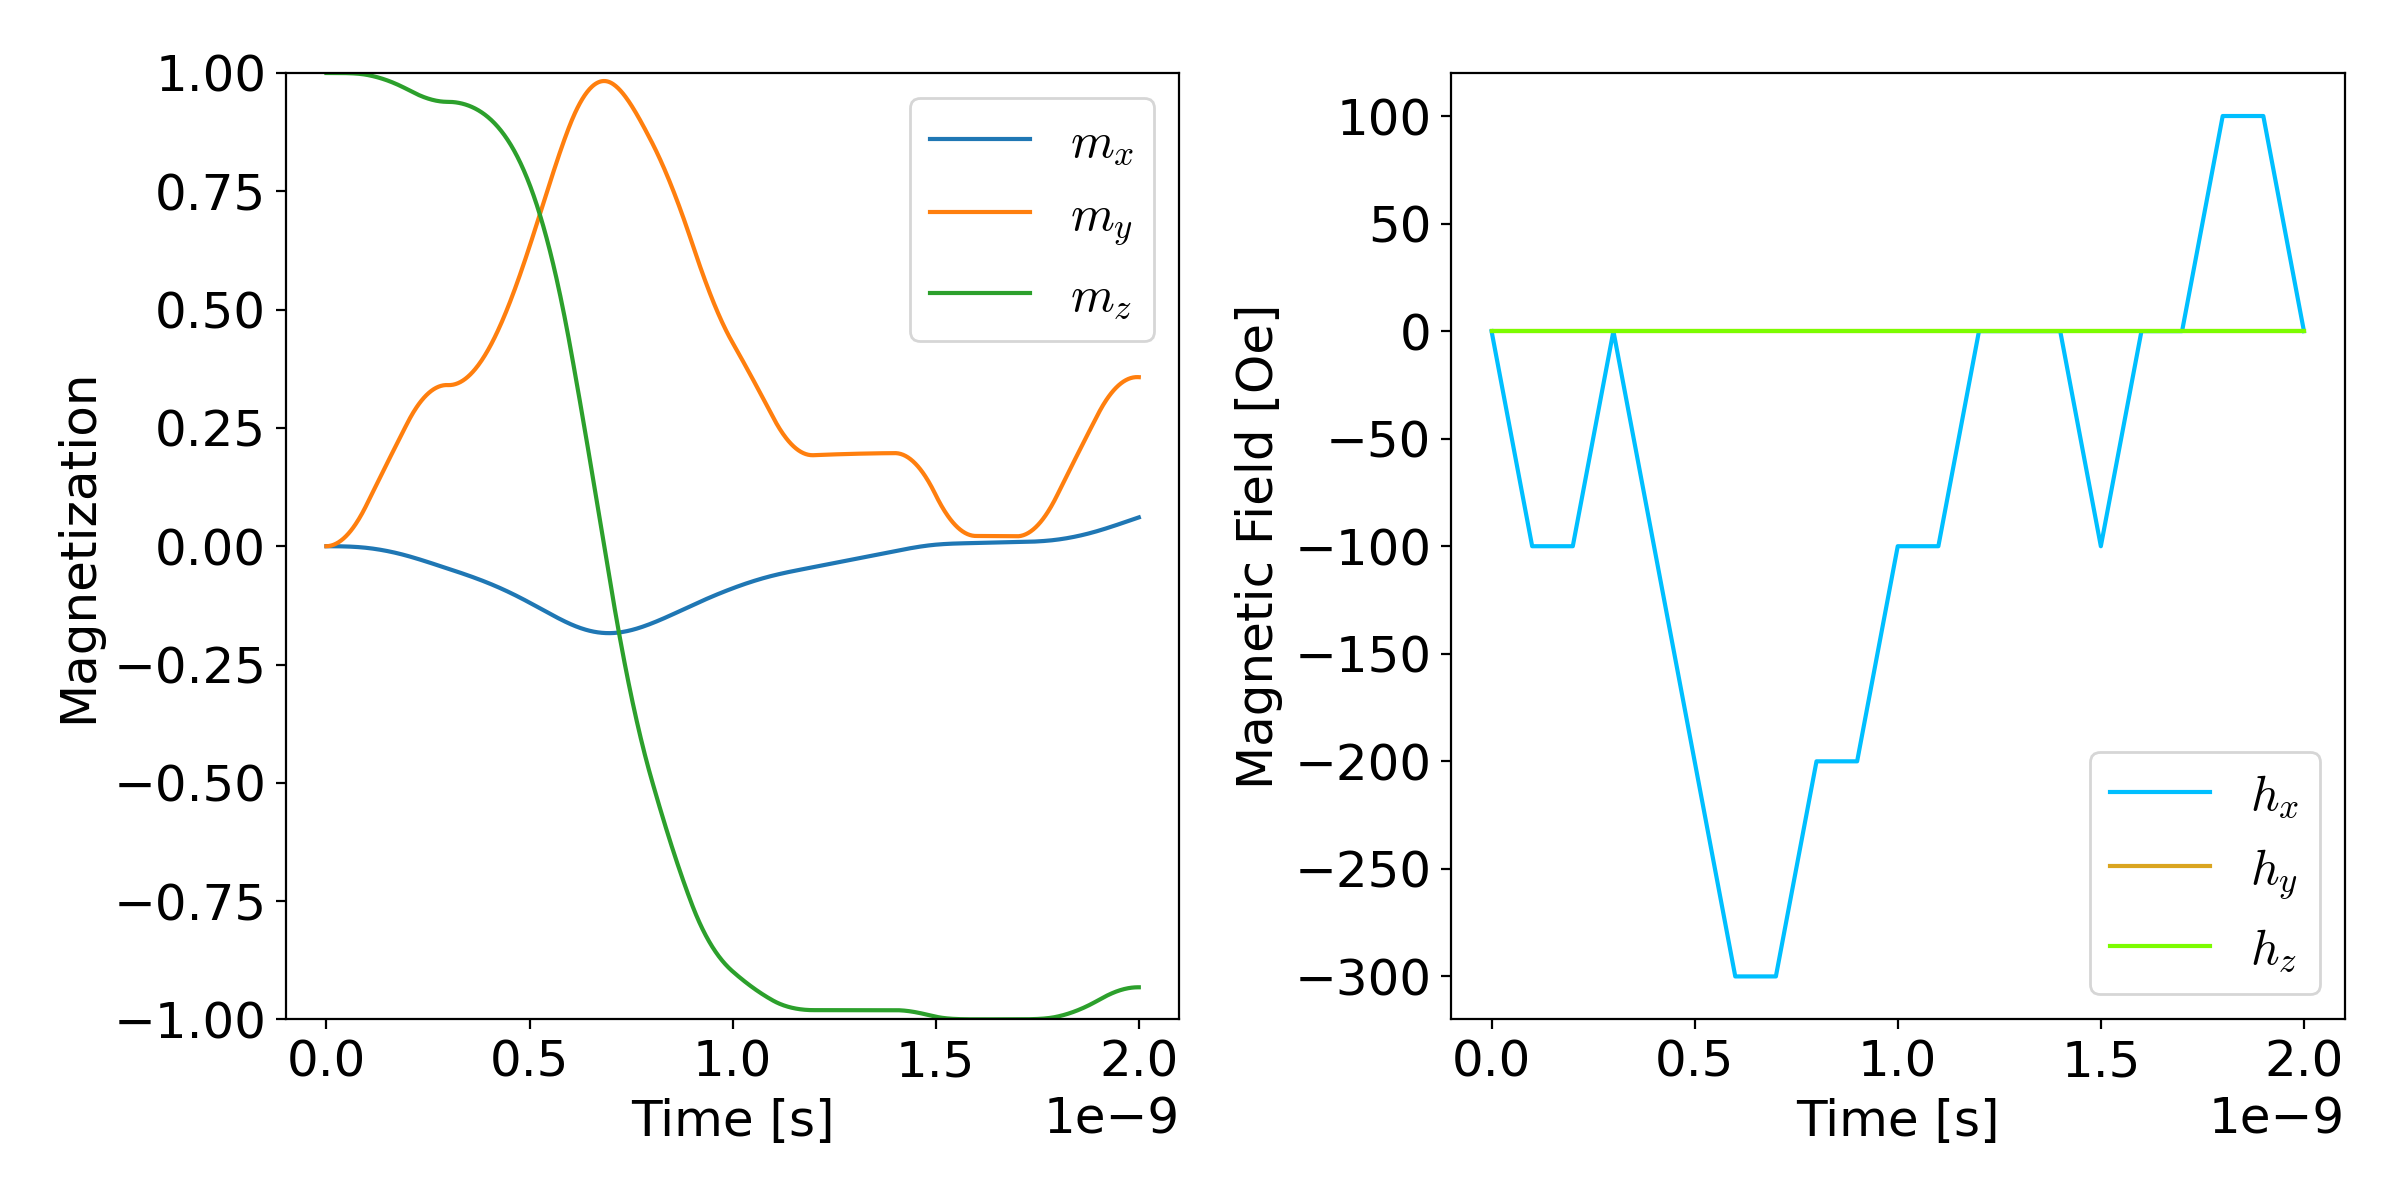 Magnetization
1.00
0.75
0.50
0.25
0.00
−0.25
−0.50
−0.75
−1.00
0.0 0.5 1.0 1.5 2.0
Time [s]
1e−9
m_x
m_y
m_z
Magnetic Field [Oe]
100
50
0
−50
−100
−150
−200
−250
−300
0.0 0.5 1.0 1.5 2.0
Time [s]
1e−9
h_x
h_y
h_z